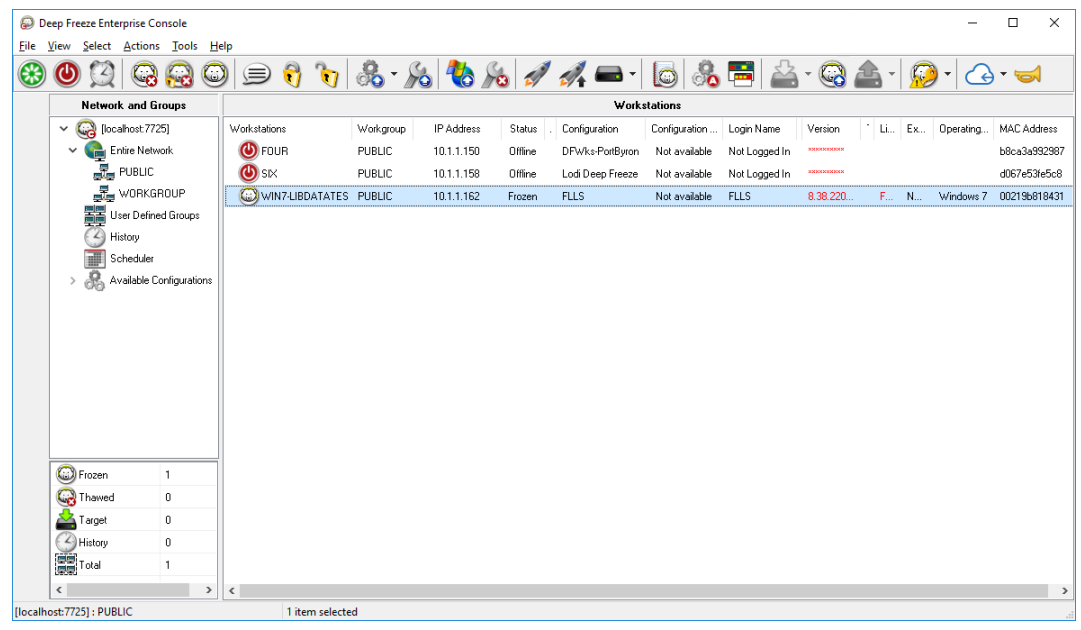 Deep Freeze Enterprise Console
File View Select Actions Tools Help
Network and Groups
Workstations
[localhost:7725]
Entire Network
PUBLIC
WORKGROUP
User Defined Groups
History
Scheduler
Available Configurations
Workstations Workgroup IP Address Status . Configuration Configuration ... Login Name Version Li... Ex... Operating... MAC Address
FOUR PUBLIC 10.1.1.150 Offline DFWks-PortByron Not available Not Logged In ********** b8ca3a992987
SIX PUBLIC 10.1.1.158 Offline Lodi Deep Freeze Not available Not Logged In ********** d067e53fe5c8
WIN7-LIBDATATES PUBLIC 10.1.1.162 Frozen FLLS Not available FLLS 8.38.220... F... N... Windows 7 00219b818431
Frozen 1
Thawed 0
Target 0
History 0
Total 1
[localhost:7725] : PUBLIC
1 item selected